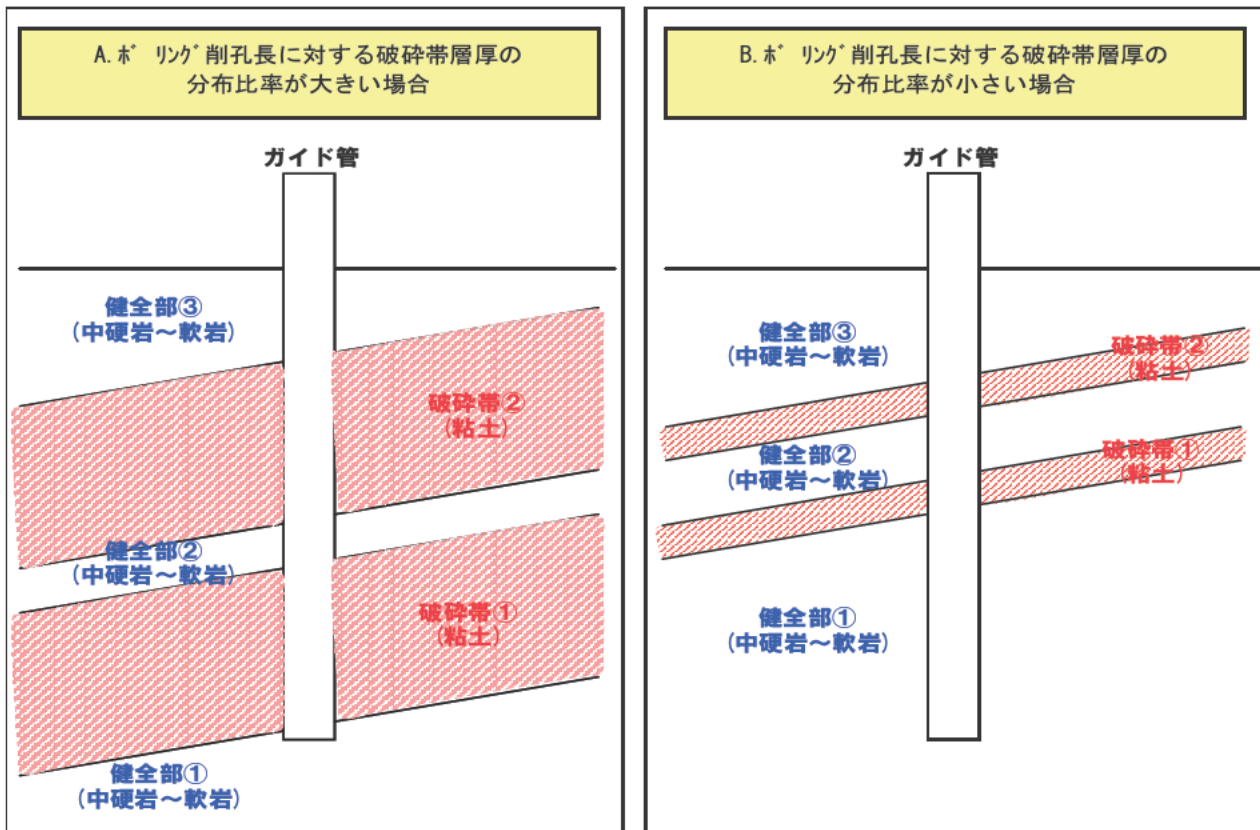 A.ボリング削孔長に対する破砕帯層厚の
分布比率が大きい場合
ガイド管
健全部③
(中硬岩～軟岩)
破砕帯②
(粘土)
健全部②
(中硬岩～軟岩)
破砕帯①
(粘土)
健全部①
(中硬岩～軟岩)
B.ボリング削孔長に対する破砕帯層厚の
分布比率が小さい場合
ガイド管
健全部③
(中硬岩～軟岩)
破砕帯②
(粘土)
健全部②
(中硬岩～軟岩)
破砕帯①
(粘土)
健全部①
(中硬岩～軟岩)